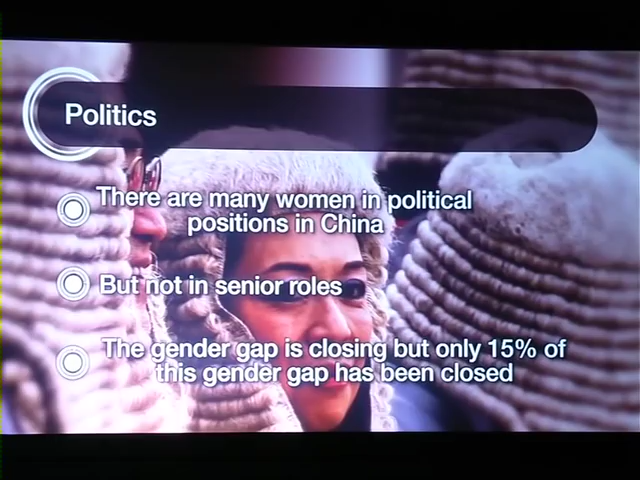 Politics
There are many women in political
positions in China
But not in senior roles
The gender gap is closing but only 15% of
this gender gap has been closed